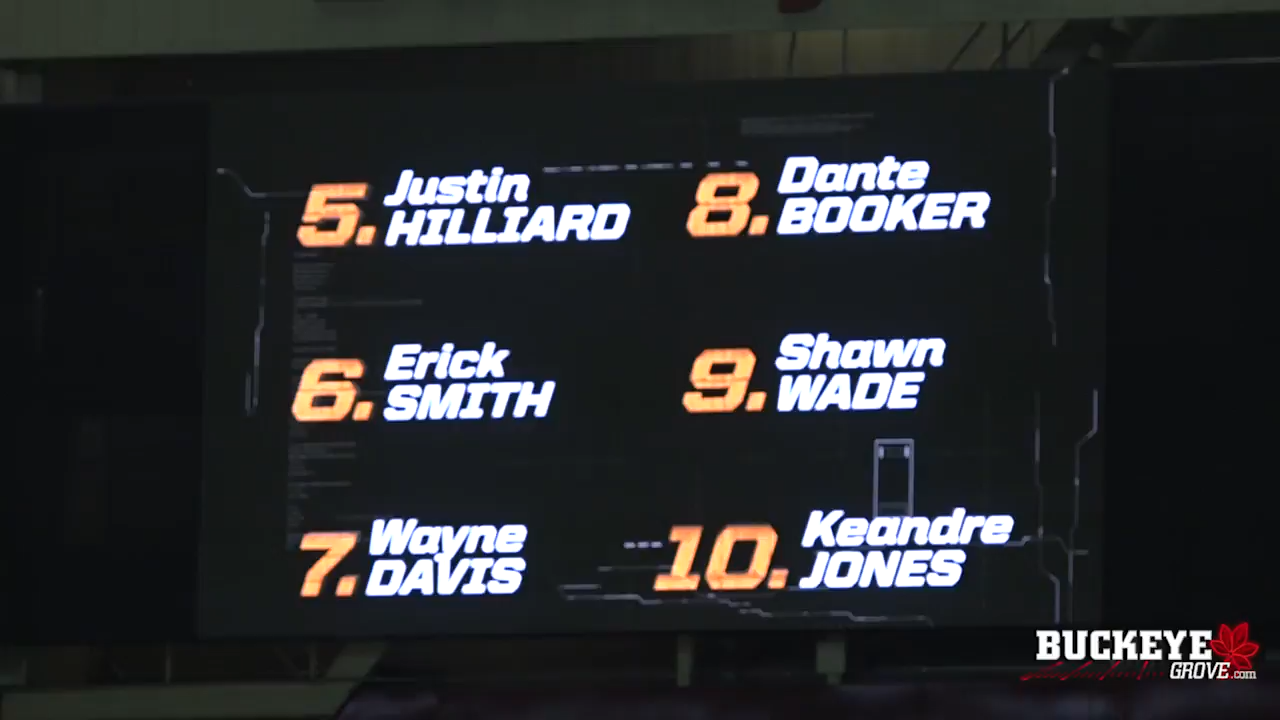 5. Justin
HILLIARD
6. Erick
SMITH
7. Wayne
DAVIS
8. Dante
BOOKER
9. Shawn
WADE
10. Keandre
JONES
BUCKEYE
GROVE.com